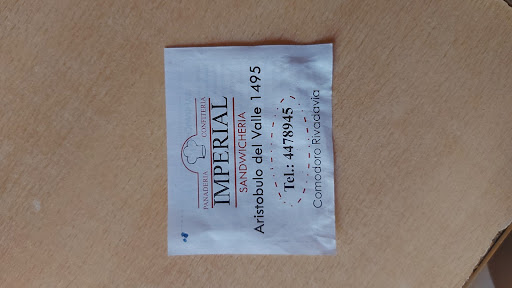 PANADERIA CONFITERIA
IMPERIAL
SANDWICHERIA
Aristobulo del Valle 1495
Tel.: 4478945
Comodoro Rivadavia